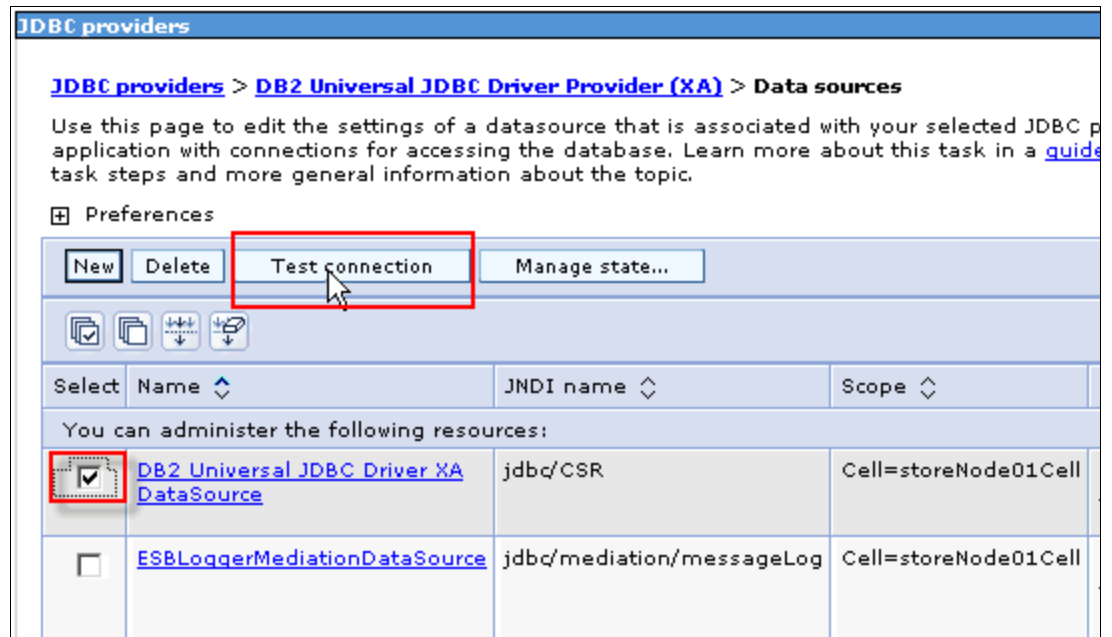 JDBC providers
JDBC providers > DB2 Universal JDBC Driver Provider (XA) > Data sources
Use this page to edit the settings of a datasource that is associated with your selected JDBC p
application with connections for accessing the database. Learn more about this task in a guide
task steps and more general information about the topic.
Preferences
New Delete Test connection Manage state...
Select Name JNDI name Scope
You can administer the following resources:
DB2 Universal JDBC Driver XA jdbc/CSR Cell=storeNode01Cell
DataSource
ESBLoggerMediationDataSource jdbc/mediation/messageLog Cell=storeNode01Cell